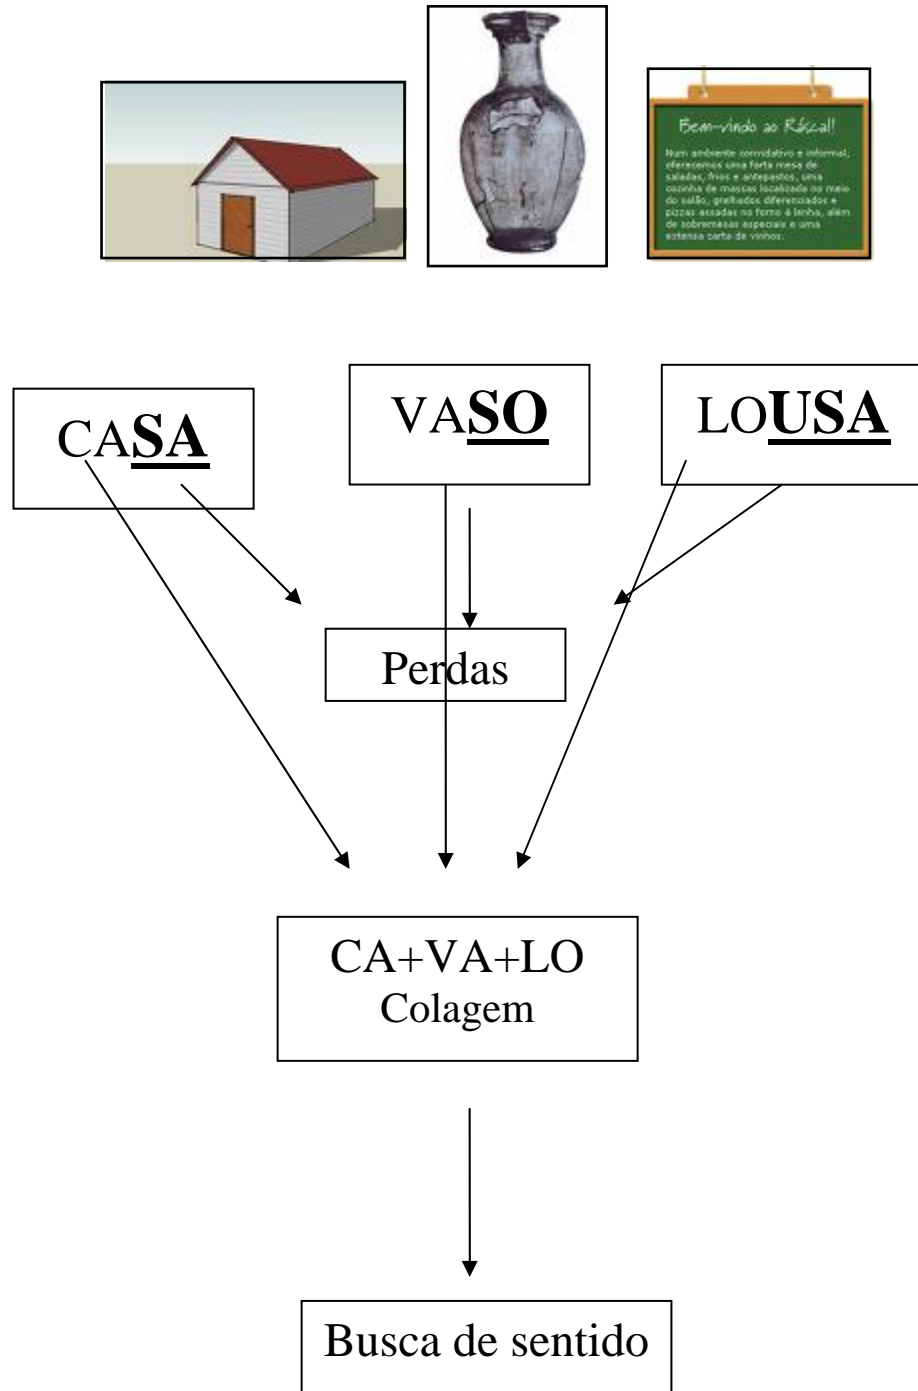 Bem-vindo ao Ráscal!
Num ambiente convidativo e informal,
oferecemos uma farta mesa de
saladas, frios e antepastos, uma
cozinha de massas localizada no meio
do salão, grelhados diferenciados e
pizzas assadas no forno à lenha, além
de sobremesas especiais e uma
extensa carta de vinhos.
CASA
VASO
LOUSA
Perdas
CA+VA+LO
Colagem
Busca de sentido